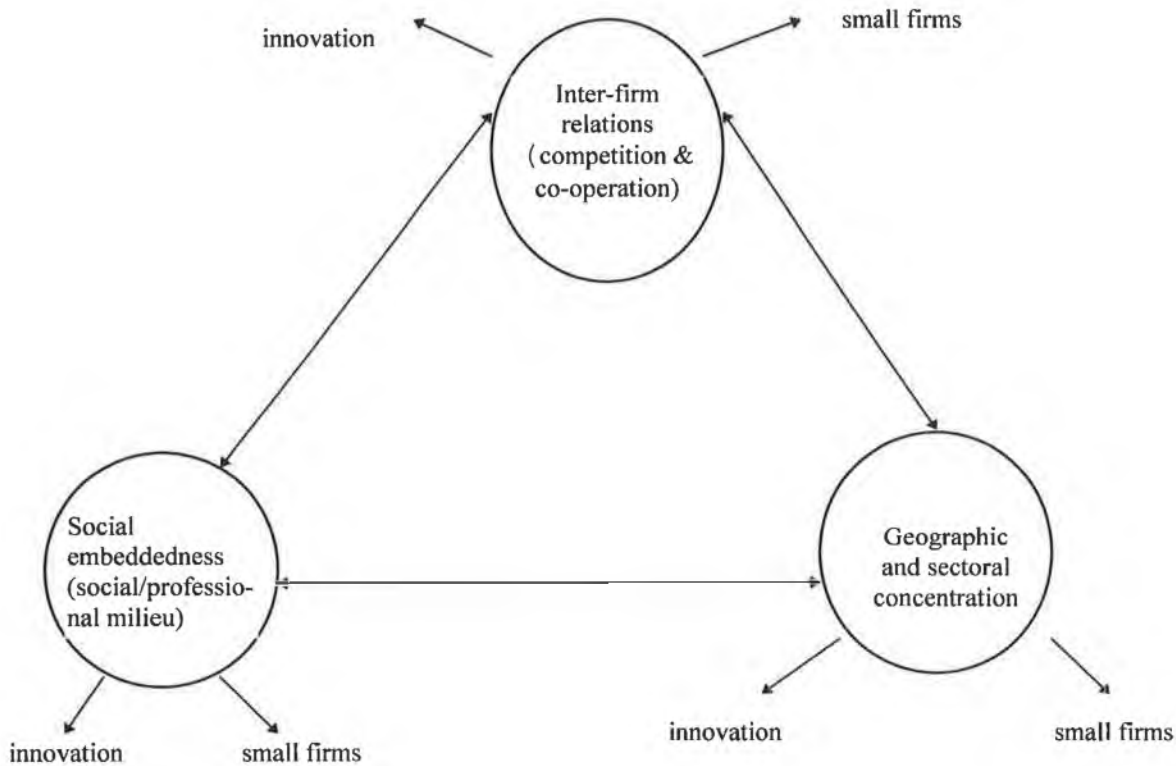 innovation
small firms
Inter-firm
relations
( competition &
co-operation)
Social
embeddedness
(social/professio-
nal milieu)
Geographic
and sectoral
concentration
innovation
small firms
innovation
small firms